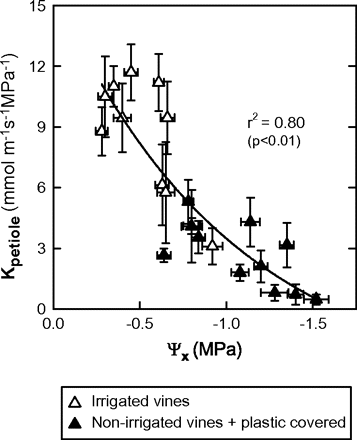 15
12
9
6
3
0
K petiole (mmol m⁻¹s⁻¹MPa⁻¹)
r² = 0.80
(p<0.01)
0.0 -0.5 -1.0 -1.5
Ψx (MPa)
△ Irrigated vines
▲ Non-irrigated vines + plastic covered